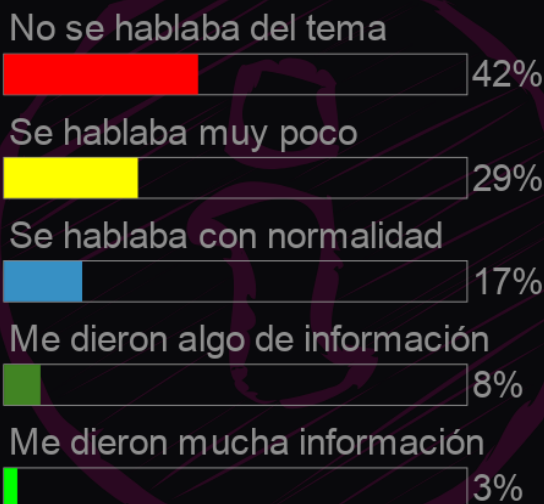 No se hablaba del tema
42%
Se hablaba muy poco
29%
Se hablaba con normalidad
17%
Me dieron algo de información
8%
Me dieron mucha información
3%